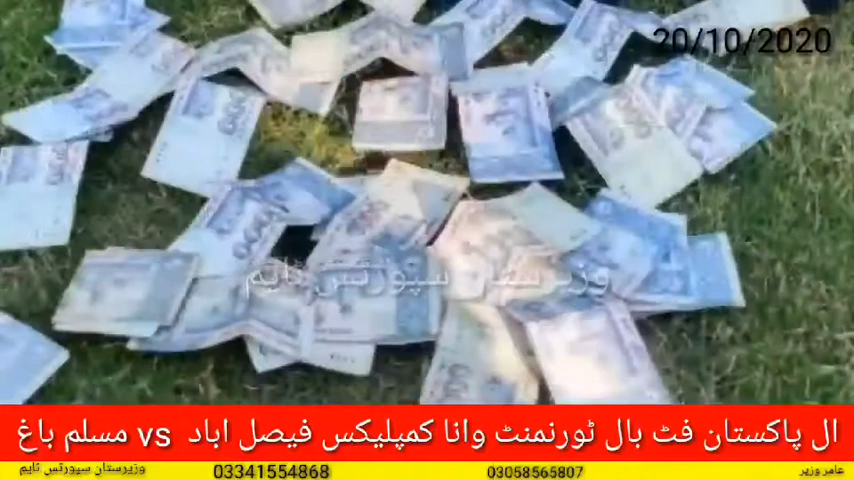 20/10/2020
وزیرستان سپورٹس ٹایم
ال پاکستان فٹ بال ٹورنمنٹ وانا کمپلیکس فیصل اباد vs مسلم باغ
عامر وزیر 03058565807 03341554868 وزیرستان سپورٹس ٹایم